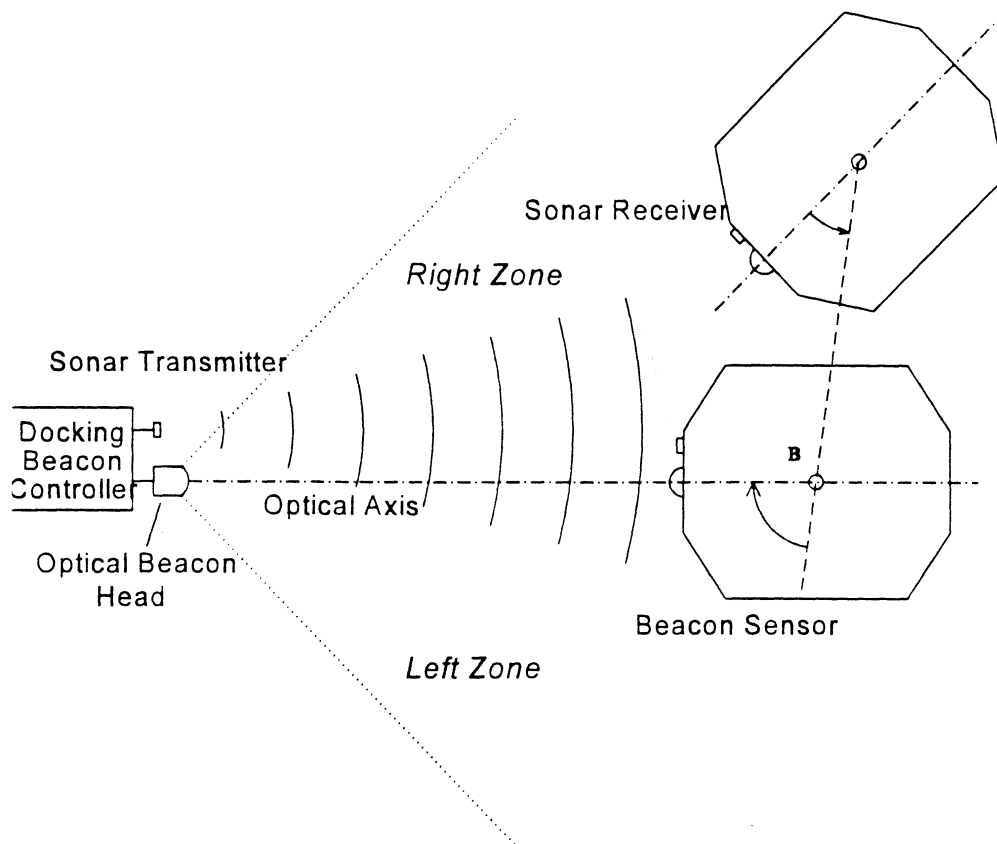 Sonar Receiver
Right Zone
Sonar Transmitter
Docking
Beacon
Controller
B
Optical Axis
Optical Beacon
Head
Beacon Sensor
Left Zone